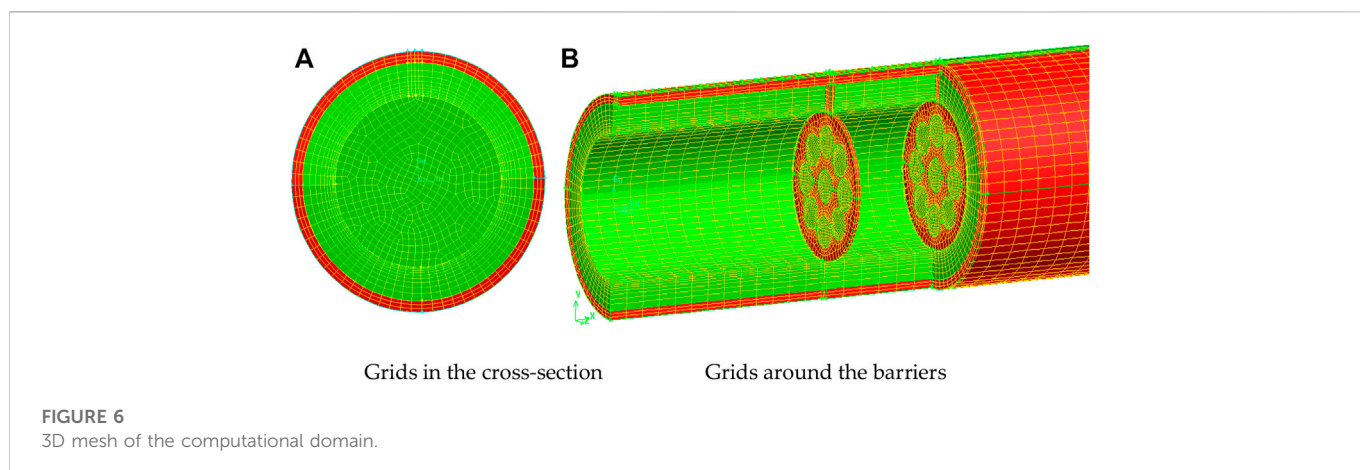 A
B
Y
X
Z
Grids in the cross-section
Grids around the barriers
FIGURE 6
3D mesh of the computational domain.